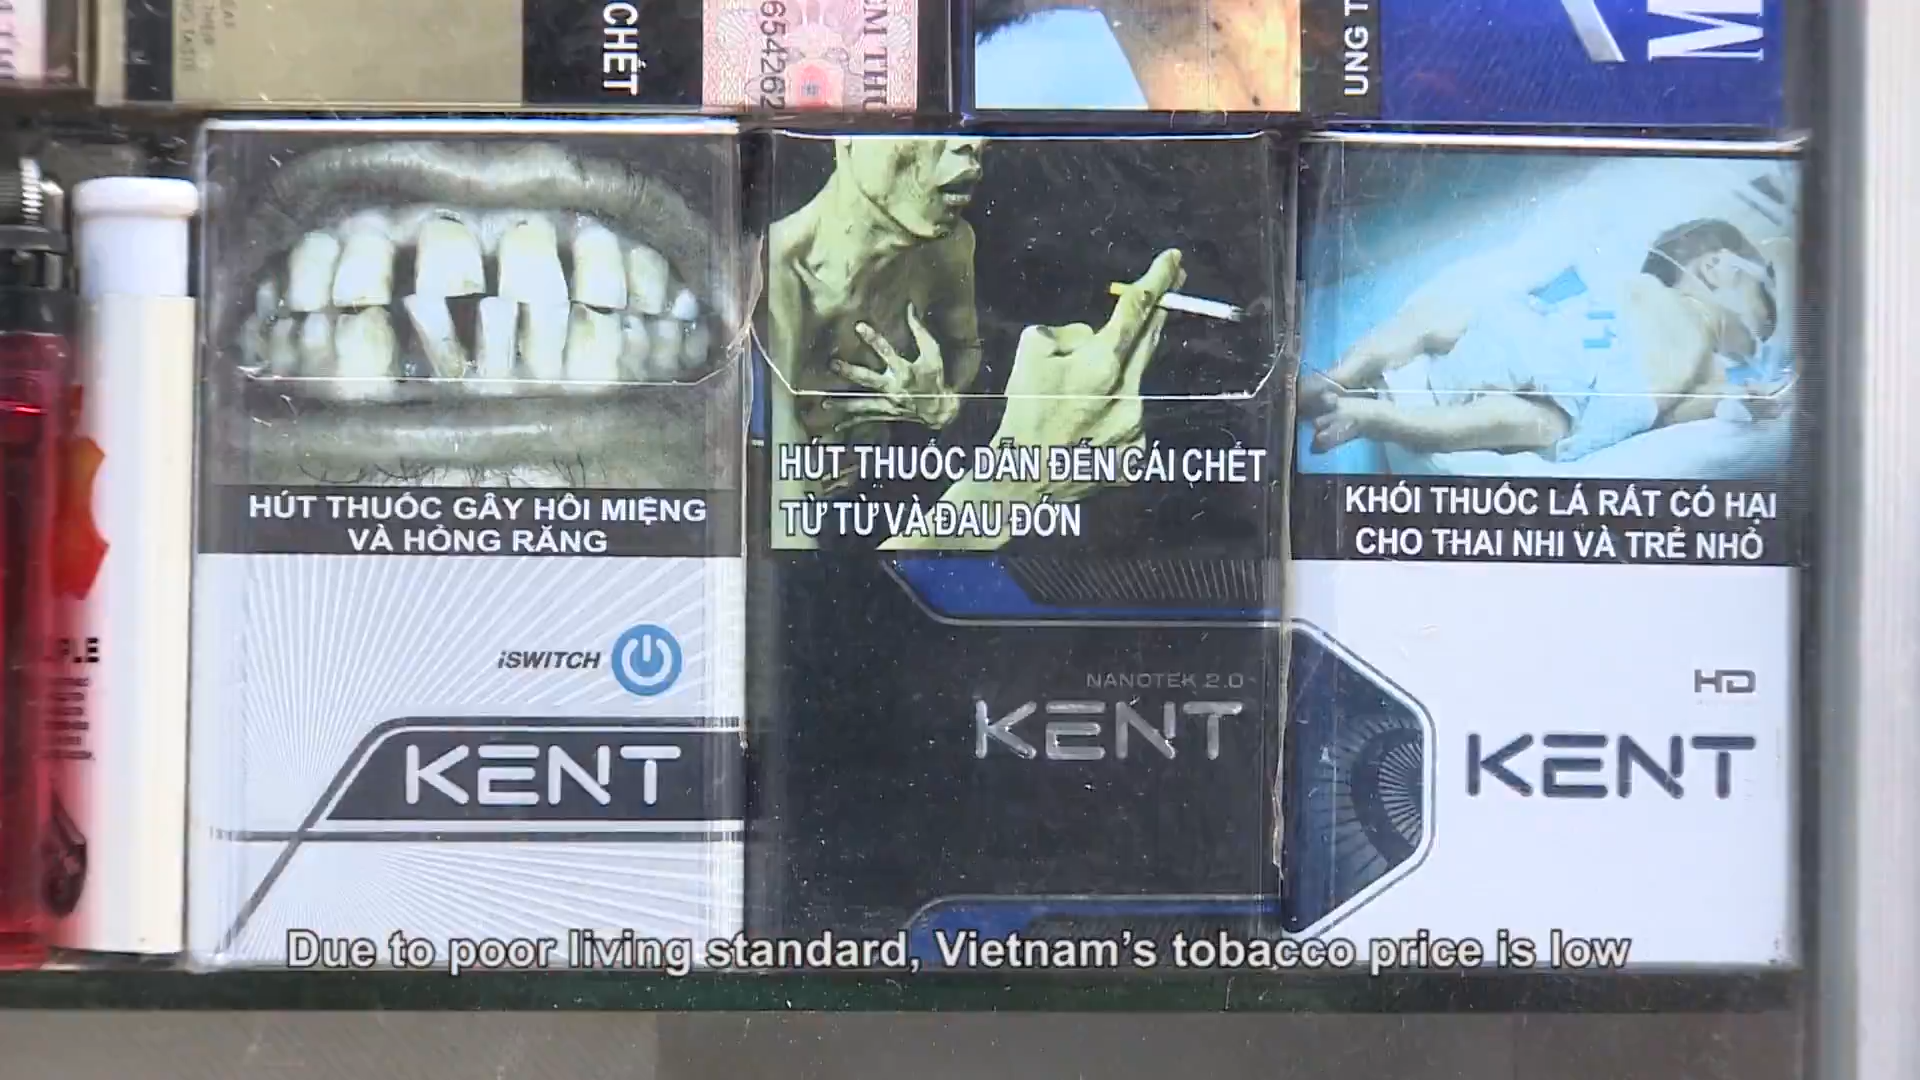 CHẾT
6554262
M
HÚT THUỐC GÂY HÔI MIỆNG
VÀ HỎNG RĂNG
HÚT THUỐC DẪN ĐẾN CÁI CHẾT
TỪ TỪ VÀ ĐAU ĐỚN
KHÓI THUỐC LÁ RẤT CÓ HẠI
CHO THAI NHI VÀ TRẺ NHỎ
iSWITCH
KENT
NANOTEK 2.0
KENT
HD
KENT
Due to poor living standard, Vietnam's tobacco price is low